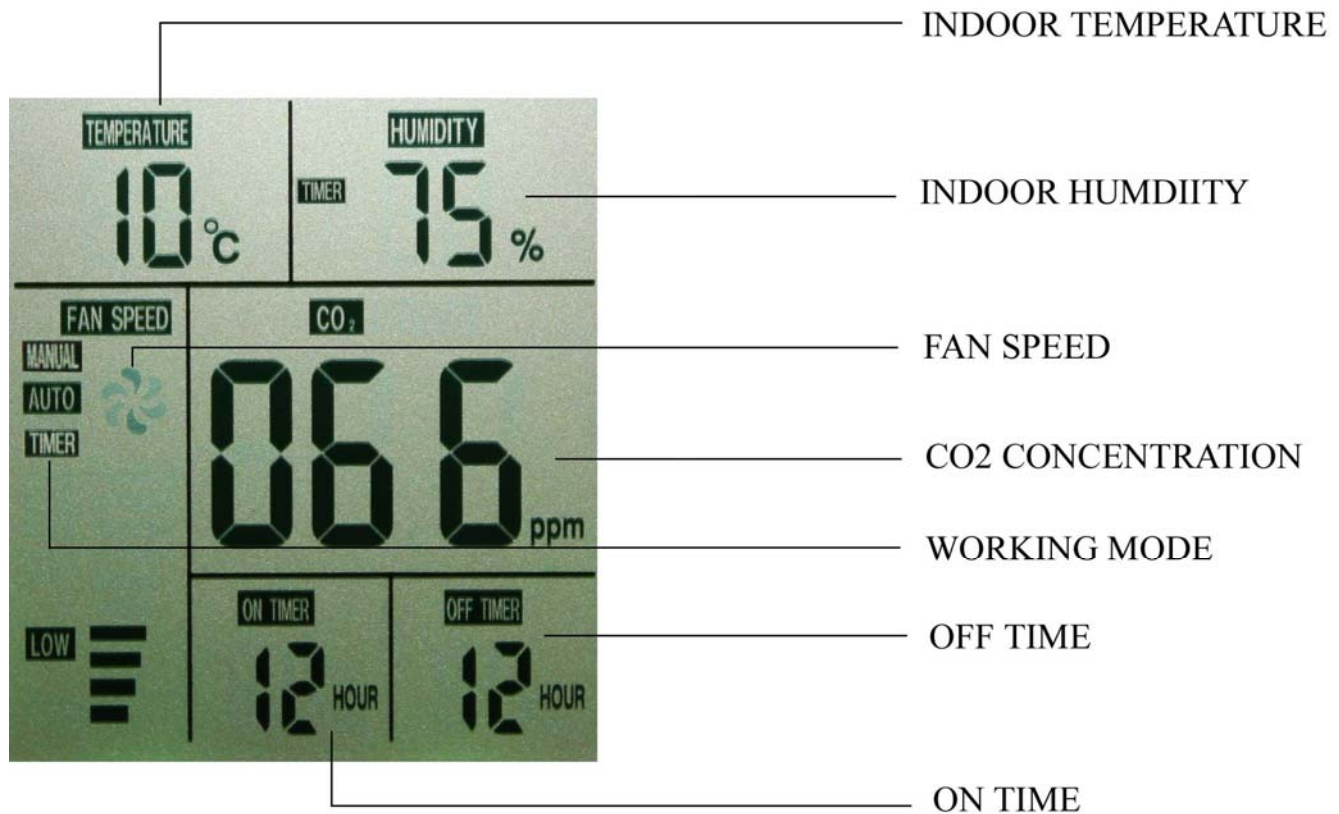 INDOOR TEMPERATURE
TEMPERATURE
10 °C
HUMIDITY
TIMER 75 %
INDOOR HUMDIITY
FAN SPEED
MANUAL
AUTO
TIMER
CO₂
066 ppm
FAN SPEED
CO2 CONCENTRATION
WORKING MODE
LOW
ON TIMER
12 HOUR
OFF TIMER
12 HOUR
OFF TIME
ON TIME